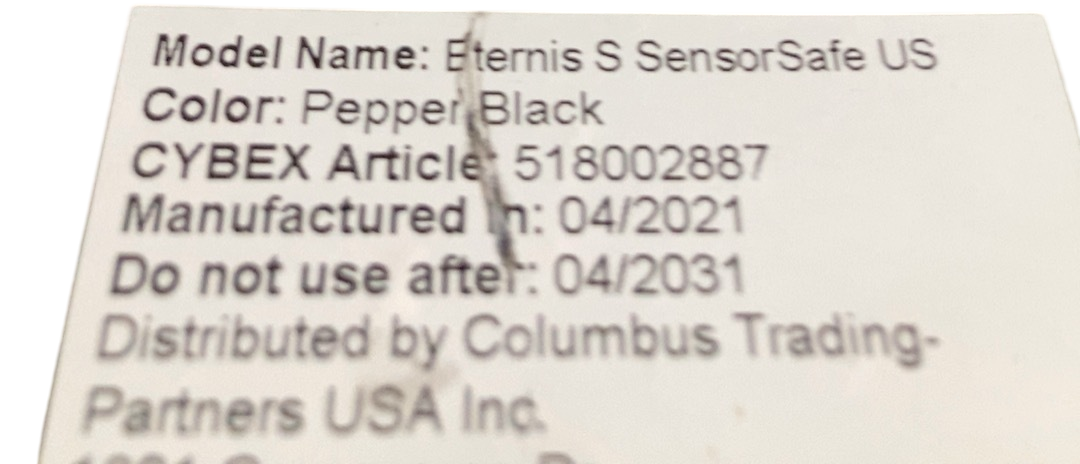 Model Name: Eternis S SensorSafe US
Color: Pepper Black
CYBEX Article: 518002887
Manufactured in: 04/2021
Do not use after: 04/2031
Distributed by Columbus Trading-
Partners USA Inc.